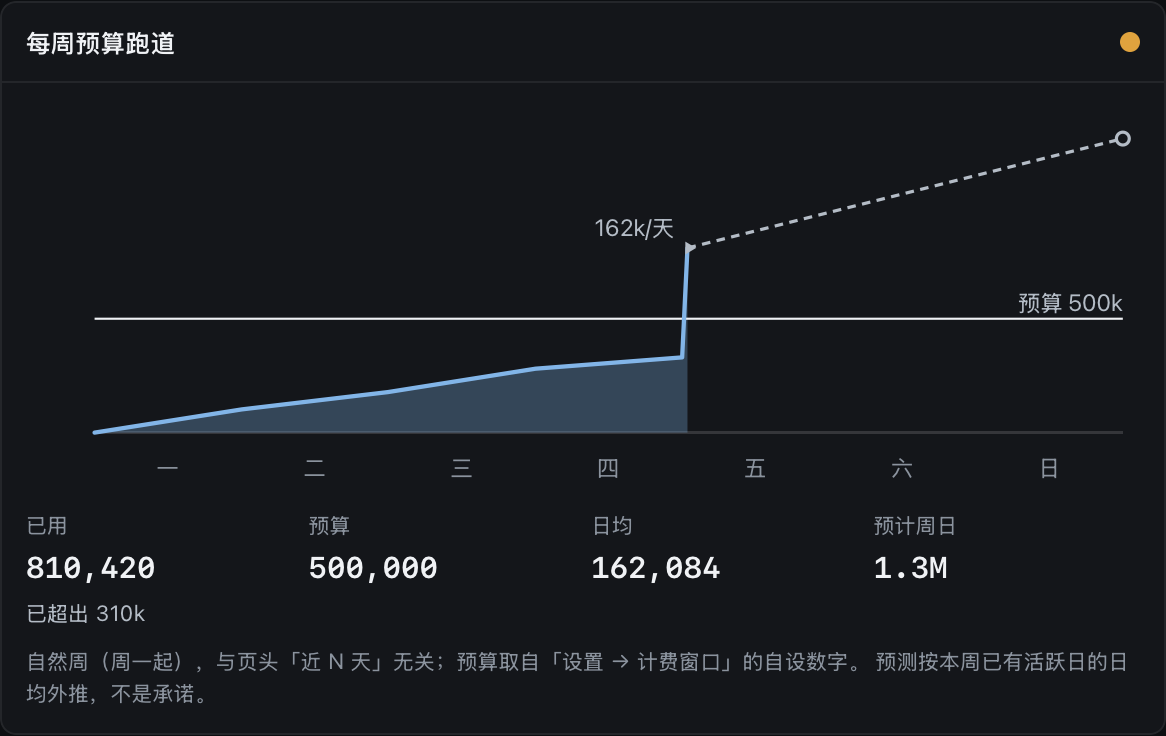 每周预算跑道
162k/天
预算 500k
一 二 三 四 五 六 日
已用 预算 日均 预计周日
810,420 500,000 162,084 1.3M
已超出 310k
自然周（周一起），与页头「近 N 天」无关；预算取自「设置 → 计费窗口」的自设数字。 预测按本周已有活跃日的日
均外推，不是承诺。